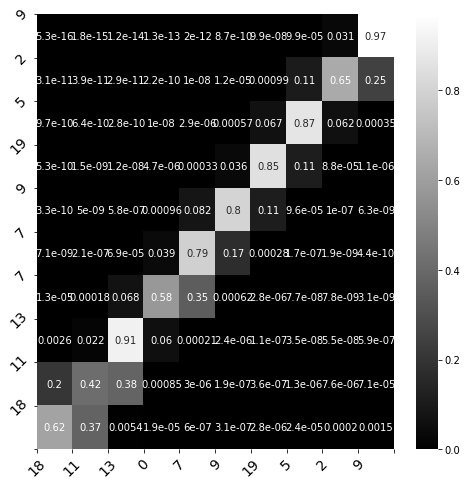 9
5.3e-16 1.8e-15 1.2e-14 1.3e-13 2e-12 8.7e-10 9.9e-08 9.9e-05 0.031 0.97
2
3.1e-11 3.9e-11 2.9e-11 2.2e-10 1e-08 1.2e-05 0.00099 0.11 0.65 0.25
5
9.7e-10 6.4e-10 2.8e-10 1e-08 2.9e-06 0.00057 0.067 0.87 0.062 0.00035
19
5.3e-10 1.5e-09 1.2e-08 4.7e-06 0.00033 0.036 0.85 0.11 8.8e-05 1.1e-06
9
3.3e-10 5e-09 5.8e-07 0.00096 0.082 0.8 0.11 9.6e-05 1e-07 6.3e-09
7
7.1e-09 2.1e-07 6.9e-05 0.039 0.79 0.17 0.00028 1.7e-07 1.9e-09 4.4e-10
7
1.3e-05 0.00018 0.068 0.58 0.35 0.00062 2.8e-06 7.7e-08 7.8e-09 3.1e-09
13
0.0026 0.022 0.91 0.06 0.00021 2.4e-06 1.1e-07 3.5e-08 5.5e-08 5.9e-07
11
0.2 0.42 0.38 0.00085 3e-06 1.9e-07 3.6e-07 1.3e-06 7.6e-06 7.1e-05
18
0.62 0.37 0.0054 1.9e-05 6e-07 3.1e-07 2.8e-06 2.4e-05 0.0002 0.0015
18 11 13 0 7 9 19 5 2 9
0.8
0.6
0.4
0.2
0.0